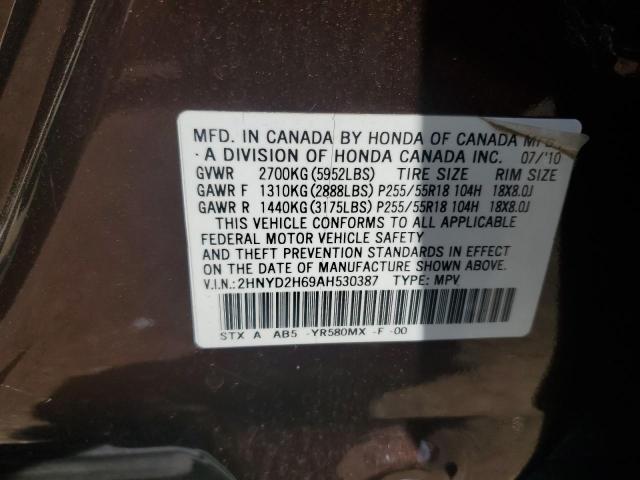 MFD. IN CANADA BY HONDA OF CANADA MFG.,
A DIVISION OF HONDA CANADA INC. 07/'10
GVWR 2700KG(5952LBS) TIRE SIZE RIM SIZE
GAWR F 1310KG(2888LBS) P255/55R18 104H 18X8.0J
GAWR R 1440KG(3175LBS) P255/55R18 104H 18X8.0J
THIS VEHICLE CONFORMS TO ALL APPLICABLE
FEDERAL MOTOR VEHICLE SAFETY
AND THEFT PREVENTION STANDARDS IN EFFECT
ON THE DATE OF MANUFACTURE SHOWN ABOVE.
V.I.N.: 2HNYD2H69AH530387 TYPE: MPV
STX A AB5 -YR580MX -F -00